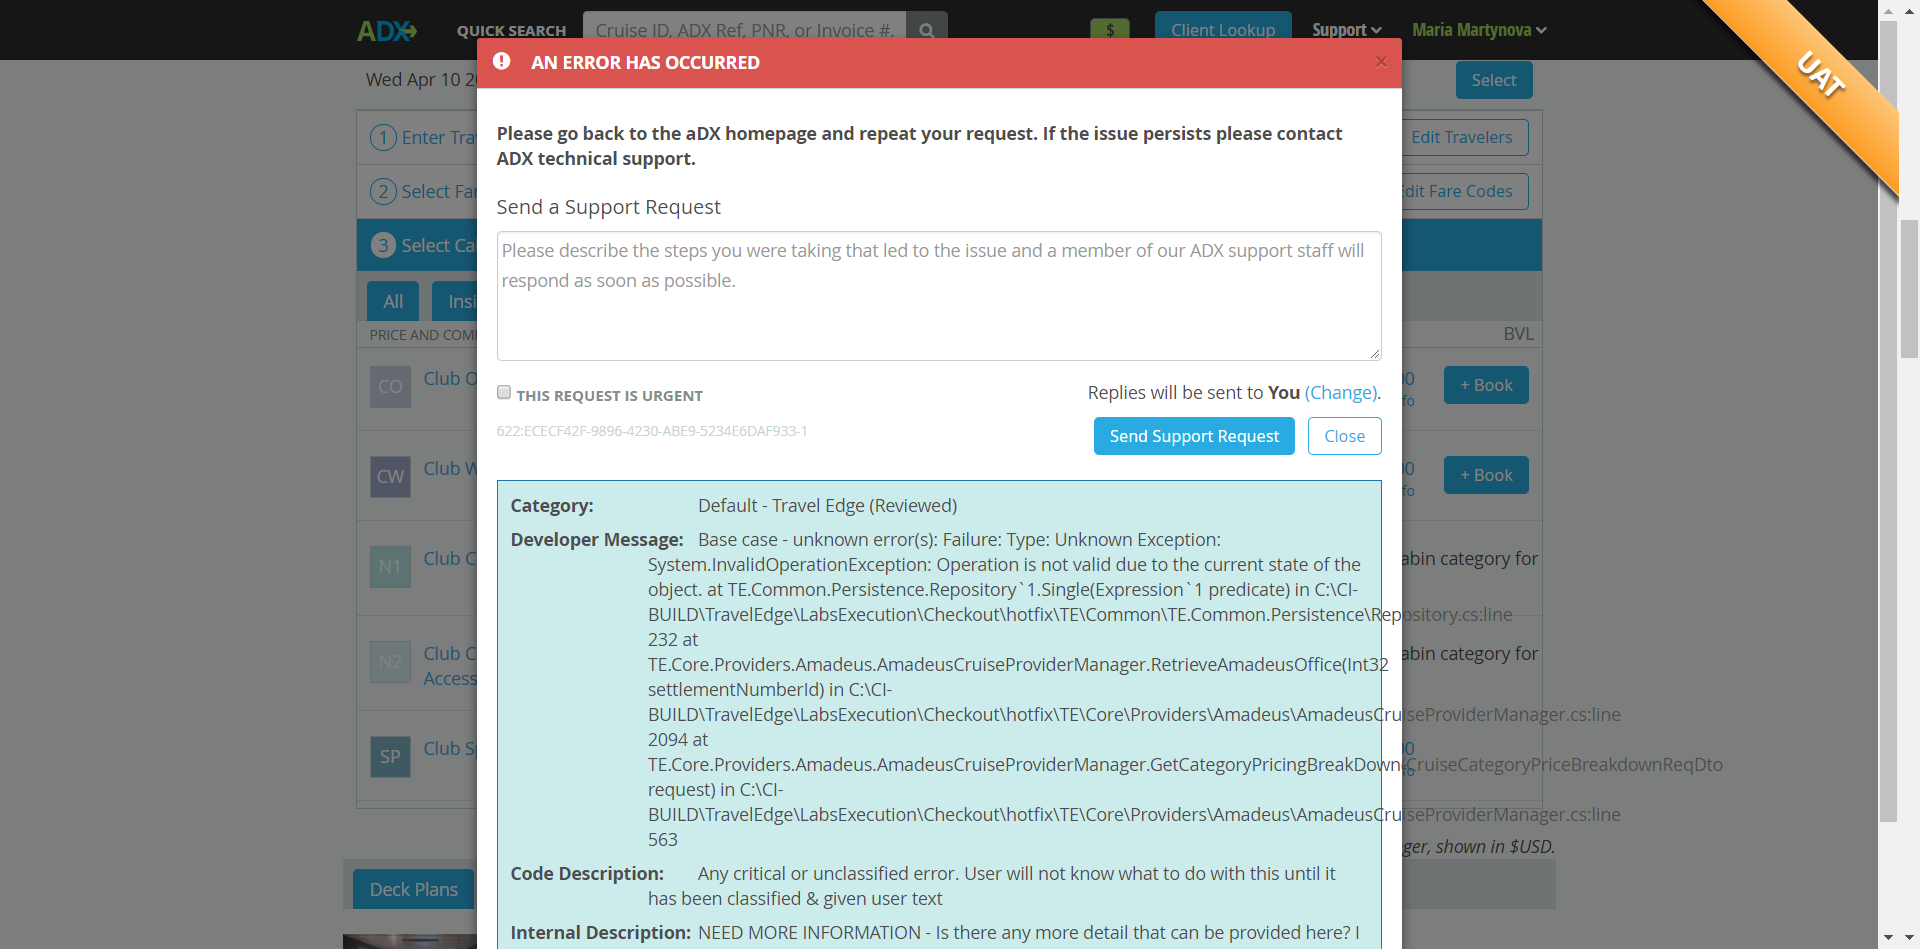 ADX
QUICK SEARCH
Cruise ID, ADX Ref, PNR, or Invoice #.
$
Client Lookup
Support
Maria Martynova
UAT
AN ERROR HAS OCCURRED
×
Wed Apr 10
Select
1 Enter Tra
Edit Travelers
2 Select Far
Edit Fare Codes
3 Select Ca
All
Insi
PRICE AND COM
BVL
Please go back to the aDX homepage and repeat your request. If the issue persists please contact
ADX technical support.
Send a Support Request
Please describe the steps you were taking that led to the issue and a member of our ADX support staff will
respond as soon as possible.
THIS REQUEST IS URGENT
Replies will be sent to You (Change).
622:ECECF42F-9896-4230-ABE9-5234E6DAF933-1
Send Support Request
Close
CO
Club O
+ Book
CW
Club W
+ Book
N1
Club C
abin category for
N2
Club C
Access
abin category for
SP
Club S
Category: Default - Travel Edge (Reviewed)
Developer Message: Base case - unknown error(s): Failure: Type: Unknown Exception:
System.InvalidOperationException: Operation is not valid due to the current state of the
object. at TE.Common.Persistence.Repository`1.Single(Expression`1 predicate) in C:\CI-
BUILD\TravelEdge\LabsExecution\Checkout\hotfix\TE\Common\TE.Common.Persistence\Repository.cs:line
232 at
TE.Core.Providers.Amadeus.AmadeusCruiseProviderManager.RetrieveAmadeusOffice(Int32
settlementNumberId) in C:\CI-
BUILD\TravelEdge\LabsExecution\Checkout\hotfix\TE\Core\Providers\Amadeus\AmadeusCruiseProviderManager.cs:line
2094 at
TE.Core.Providers.Amadeus.AmadeusCruiseProviderManager.GetCategoryPricingBreakDown(CruiseCategoryPriceBreakdownReqDto
request) in C:\CI-
BUILD\TravelEdge\LabsExecution\Checkout\hotfix\TE\Core\Providers\Amadeus\AmadeusCruiseProviderManager.cs:line
563
ger, shown in $USD.
Code Description: Any critical or unclassified error. User will not know what to do with this until it
has been classified & given user text
Deck Plans
Internal Description: NEED MORE INFORMATION - Is there any more detail that can be provided here? I